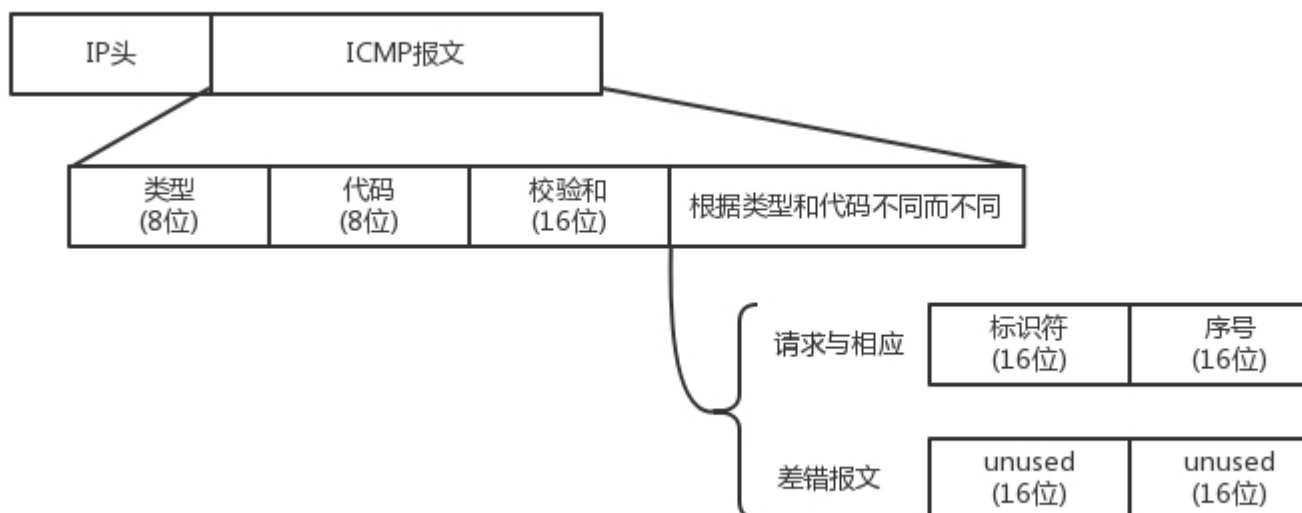 IP头
ICMP报文
类型
(8位)
代码
(8位)
校验和
(16位)
根据类型和代码不同而不同
请求与相应
标识符
(16位)
序号
(16位)
差错报文
unused
(16位)
unused
(16位)